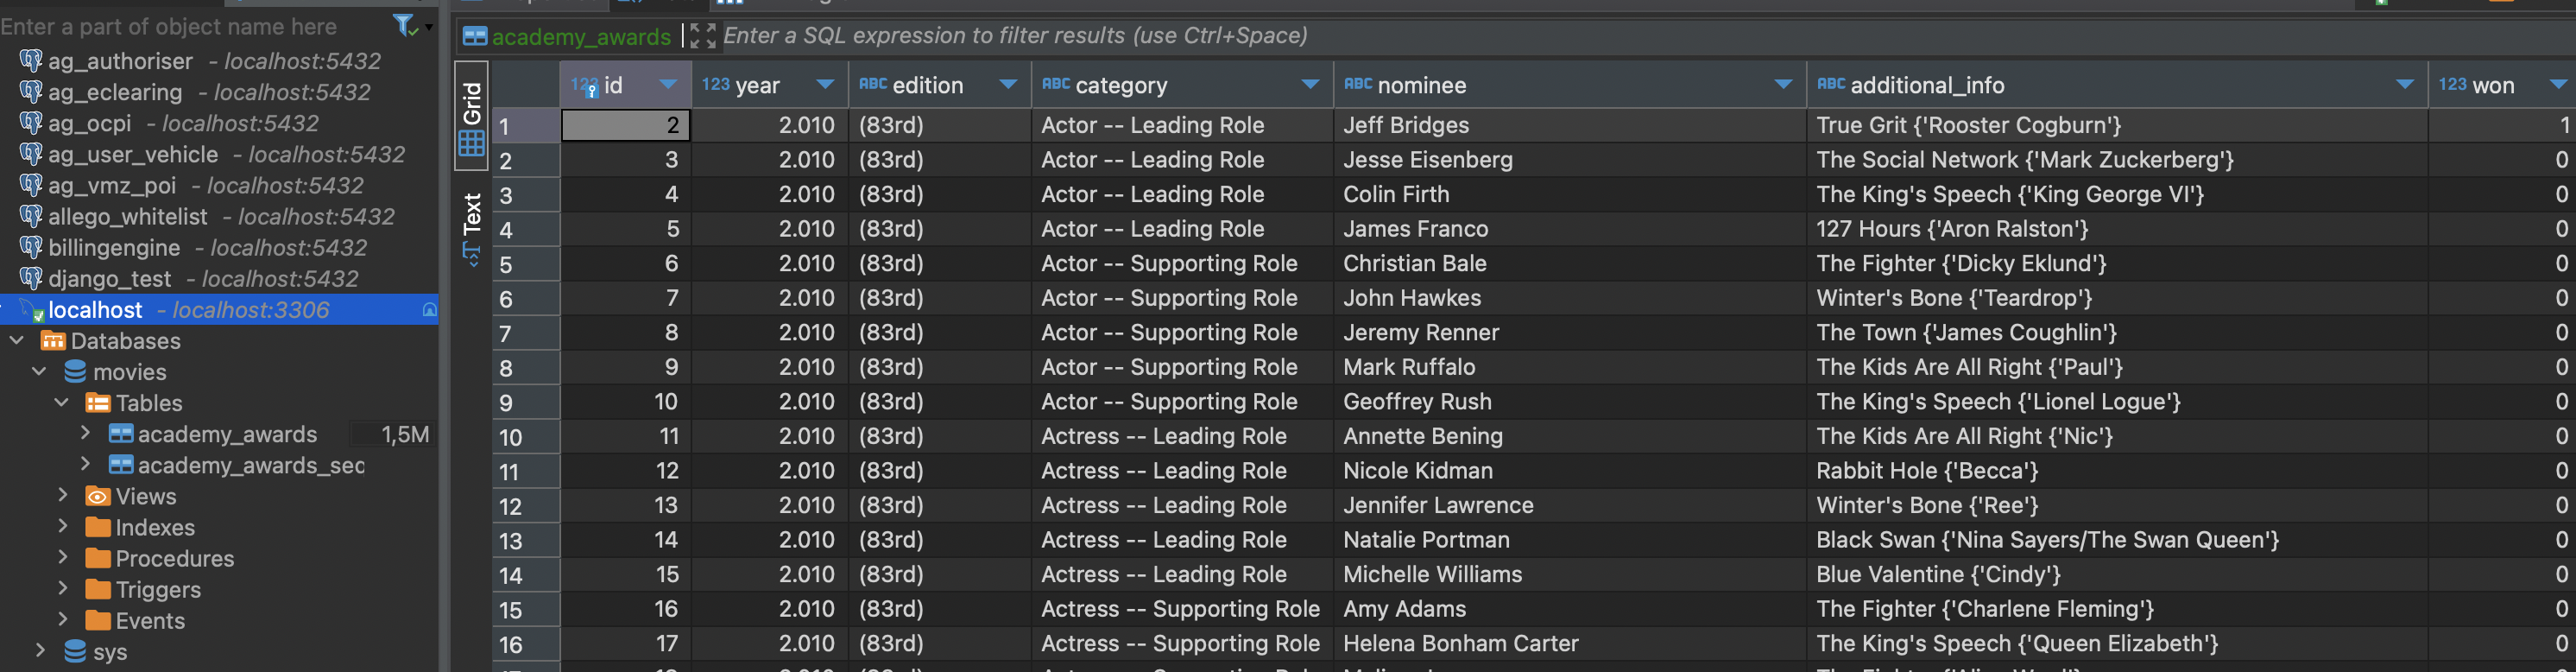 Enter a part of object name here
ag_authoriser - localhost:5432
ag_eclearing - localhost:5432
ag_ocpi - localhost:5432
ag_user_vehicle - localhost:5432
ag_vmz_poi - localhost:5432
allego_whitelist - localhost:5432
billingengine - localhost:5432
django_test - localhost:5432
localhost - localhost:3306
Databases
movies
Tables
academy_awards 1,5M
academy_awards_sec
Views
Indexes
Procedures
Triggers
Events
sys
academy_awards Enter a SQL expression to filter results (use Ctrl+Space)
Grid
Text
123 id 123 year ABC edition ABC category ABC nominee ABC additional_info 123 won
1 2 2.010 (83rd) Actor -- Leading Role Jeff Bridges True Grit {'Rooster Cogburn'} 1
2 3 2.010 (83rd) Actor -- Leading Role Jesse Eisenberg The Social Network {'Mark Zuckerberg'} 0
3 4 2.010 (83rd) Actor -- Leading Role Colin Firth The King's Speech {'King George VI'} 0
4 5 2.010 (83rd) Actor -- Leading Role James Franco 127 Hours {'Aron Ralston'} 0
5 6 2.010 (83rd) Actor -- Supporting Role Christian Bale The Fighter {'Dicky Eklund'} 0
6 7 2.010 (83rd) Actor -- Supporting Role John Hawkes Winter's Bone {'Teardrop'} 0
7 8 2.010 (83rd) Actor -- Supporting Role Jeremy Renner The Town {'James Coughlin'} 0
8 9 2.010 (83rd) Actor -- Supporting Role Mark Ruffalo The Kids Are All Right {'Paul'} 0
9 10 2.010 (83rd) Actor -- Supporting Role Geoffrey Rush The King's Speech {'Lionel Logue'} 0
10 11 2.010 (83rd) Actress -- Leading Role Annette Bening The Kids Are All Right {'Nic'} 0
11 12 2.010 (83rd) Actress -- Leading Role Nicole Kidman Rabbit Hole {'Becca'} 0
12 13 2.010 (83rd) Actress -- Leading Role Jennifer Lawrence Winter's Bone {'Ree'} 0
13 14 2.010 (83rd) Actress -- Leading Role Natalie Portman Black Swan {'Nina Sayers/The Swan Queen'} 0
14 15 2.010 (83rd) Actress -- Leading Role Michelle Williams Blue Valentine {'Cindy'} 0
15 16 2.010 (83rd) Actress -- Supporting Role Amy Adams The Fighter {'Charlene Fleming'} 0
16 17 2.010 (83rd) Actress -- Supporting Role Helena Bonham Carter The King's Speech {'Queen Elizabeth'} 0